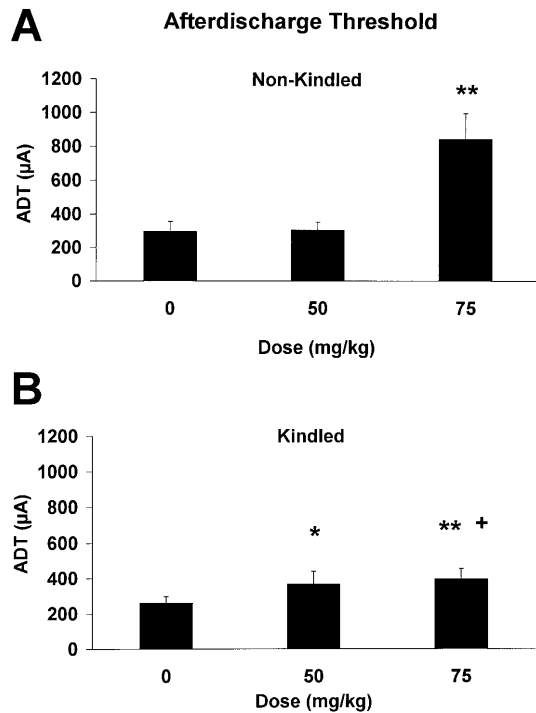 A
Afterdischarge Threshold
Non-Kindled
**
1200
1000
800
600
400
200
0
ADT (µA)
0 50 75
Dose (mg/kg)
B
Kindled
* ** +
1200
1000
800
600
400
200
0
ADT (µA)
0 50 75
Dose (mg/kg)